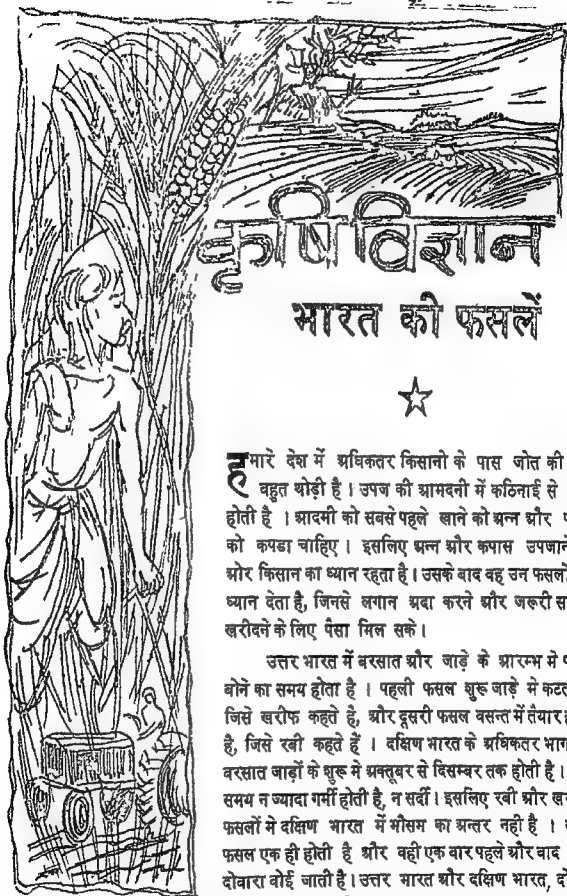 कृषि विज्ञान
भारत की फसलें
हमारे देश में अधिकतर किसानो के पास जोत की
बहुत थोडी है । उपज की आमदनी में कठिनाई से
होती है । आदमी को सबसे पहले खाने को अन्न और
को कपडा चाहिए । इसलिए अन्न और कपास उपजाने
ओर किसान का ध्यान रहता है । उसके बाद वह उन फसलों
ध्यान देता है, जिनसे लगान अदा करने और जरूरी
खरीदने के लिए पैसा मिल सके ।
उत्तर भारत में बरसात और जाड़े के आरम्भ मे
बोने का समय होता है । पहली फसल शुरू जाड़े मे
जिसे खरीफ कहते है, और दूसरी फसल बसन्त में तैयार
है, जिसे रबी कहते हें । दक्षिण भारत के अधिकतर
बरसात जाड़ों के शुरू मे अक्तूबर से दिसम्बर तक होती है ।
समय न ज्यादा गर्मी होती है, न सर्दी । इसलिए रबी और
फसलों मे दक्षिण भारत में मौसम का अन्तर नही है ।
फसल एक ही होती है और वही एक बार पहले और बाद
दोबारा बोई जाती है । उत्तर भारत और दक्षिण भारत,